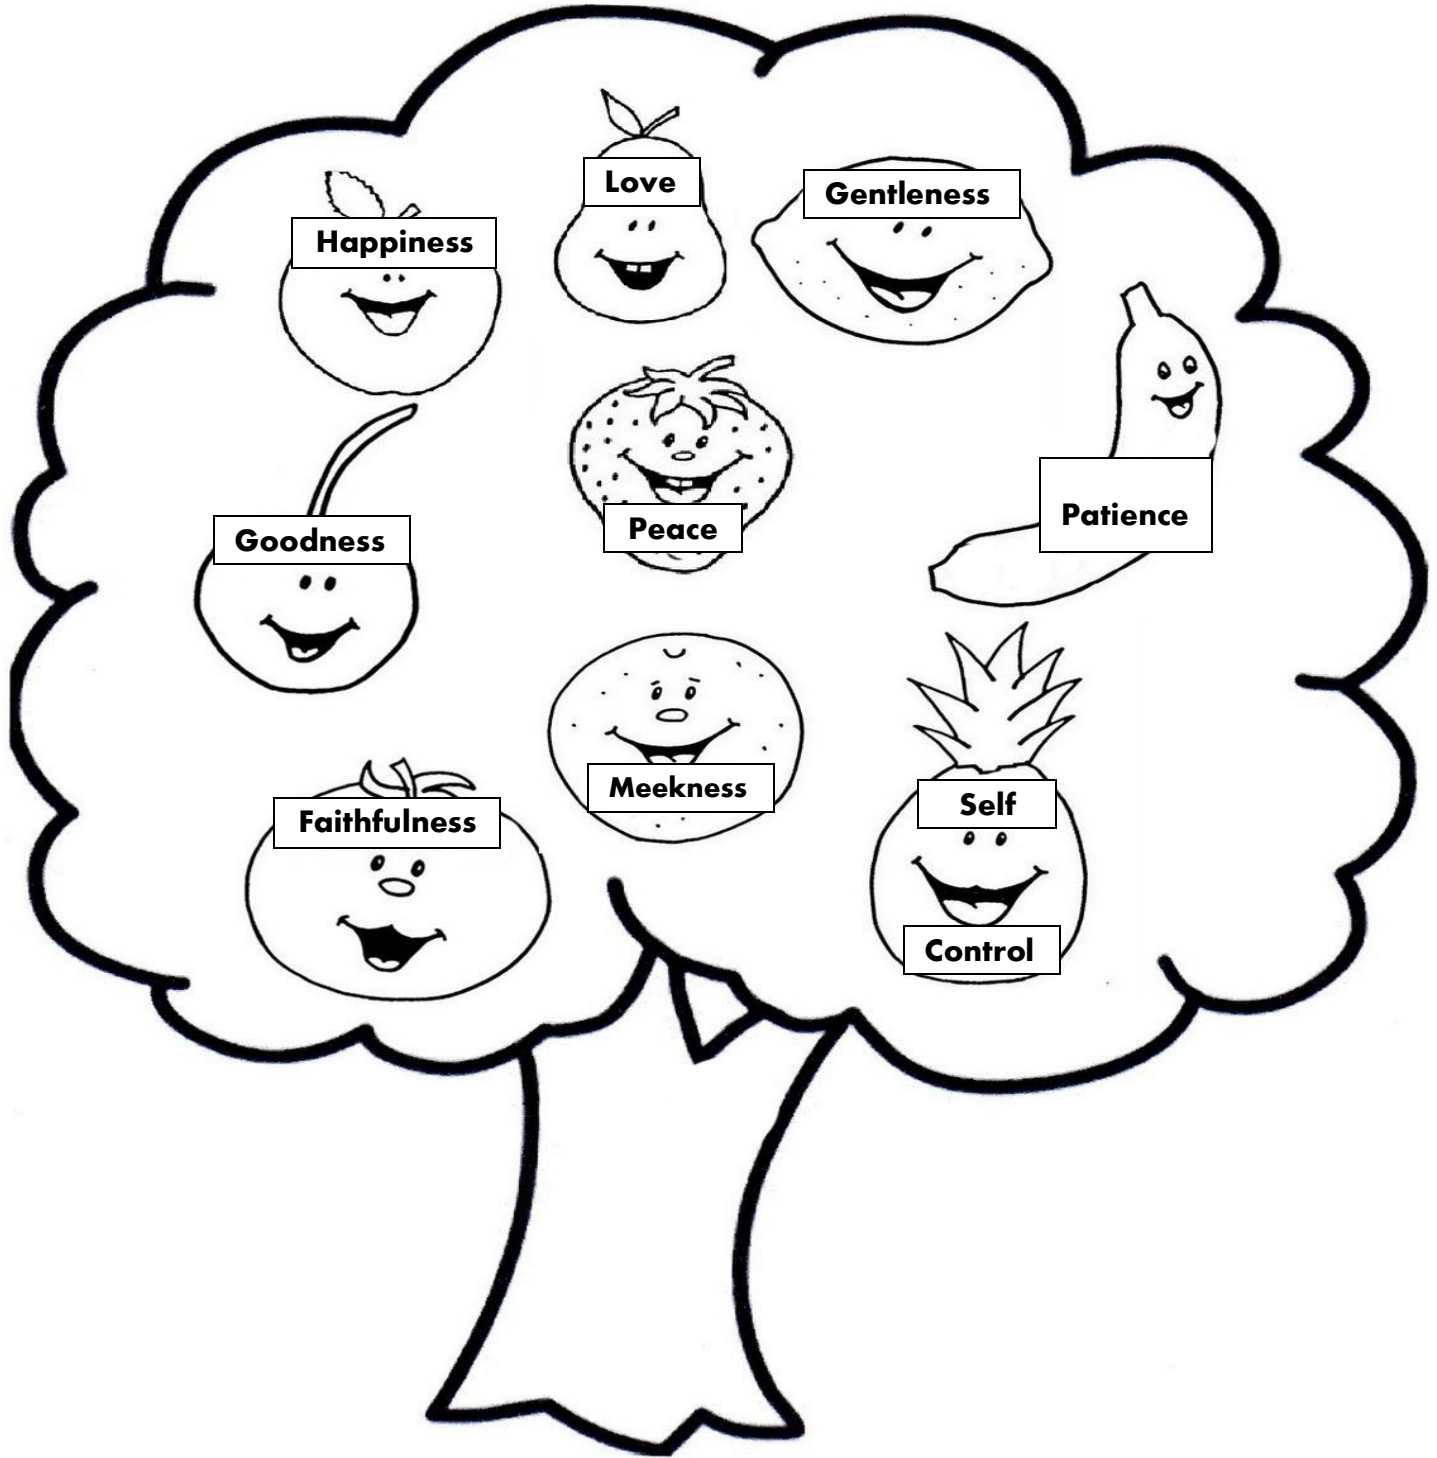 Love
Gentleness
Happiness
Peace
Patience
Goodness
Meekness
Self
Control
Faithfulness